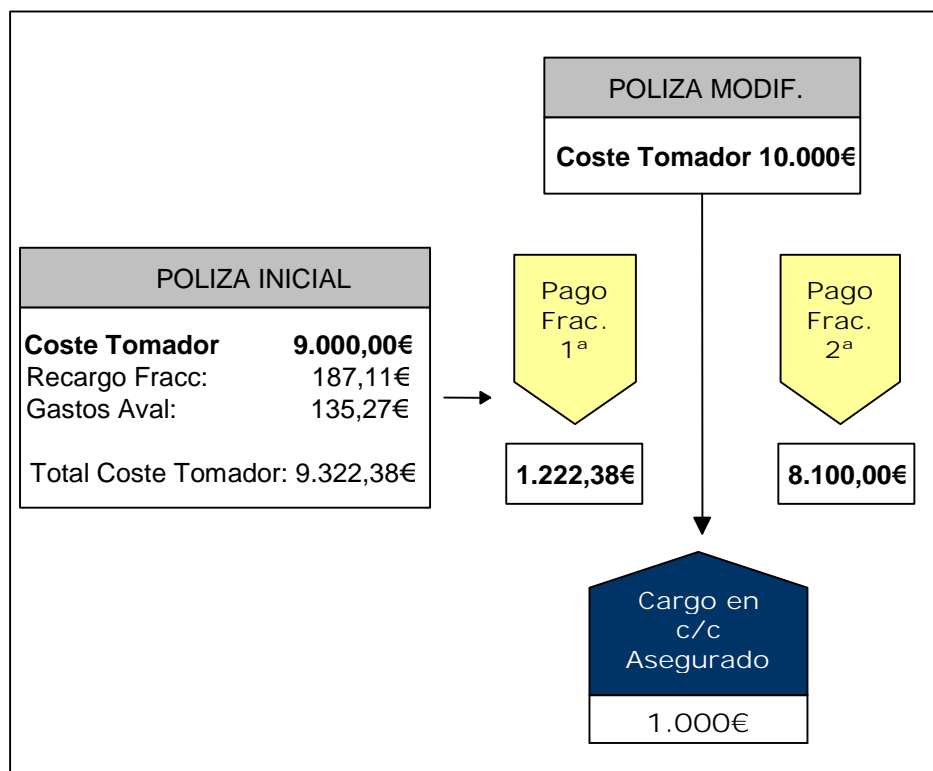 POLIZA MODIF.
Coste Tomador 10.000€
POLIZA INICIAL
Coste Tomador 9.000,00€
Recargo Fracc: 187,11€
Gastos Aval: 135,27€
Total Coste Tomador: 9.322,38€
Pago
Frac.
1ª
1.222,38€
Pago
Frac.
2ª
8.100,00€
Cargo en
c/c
Asegurado
1.000€